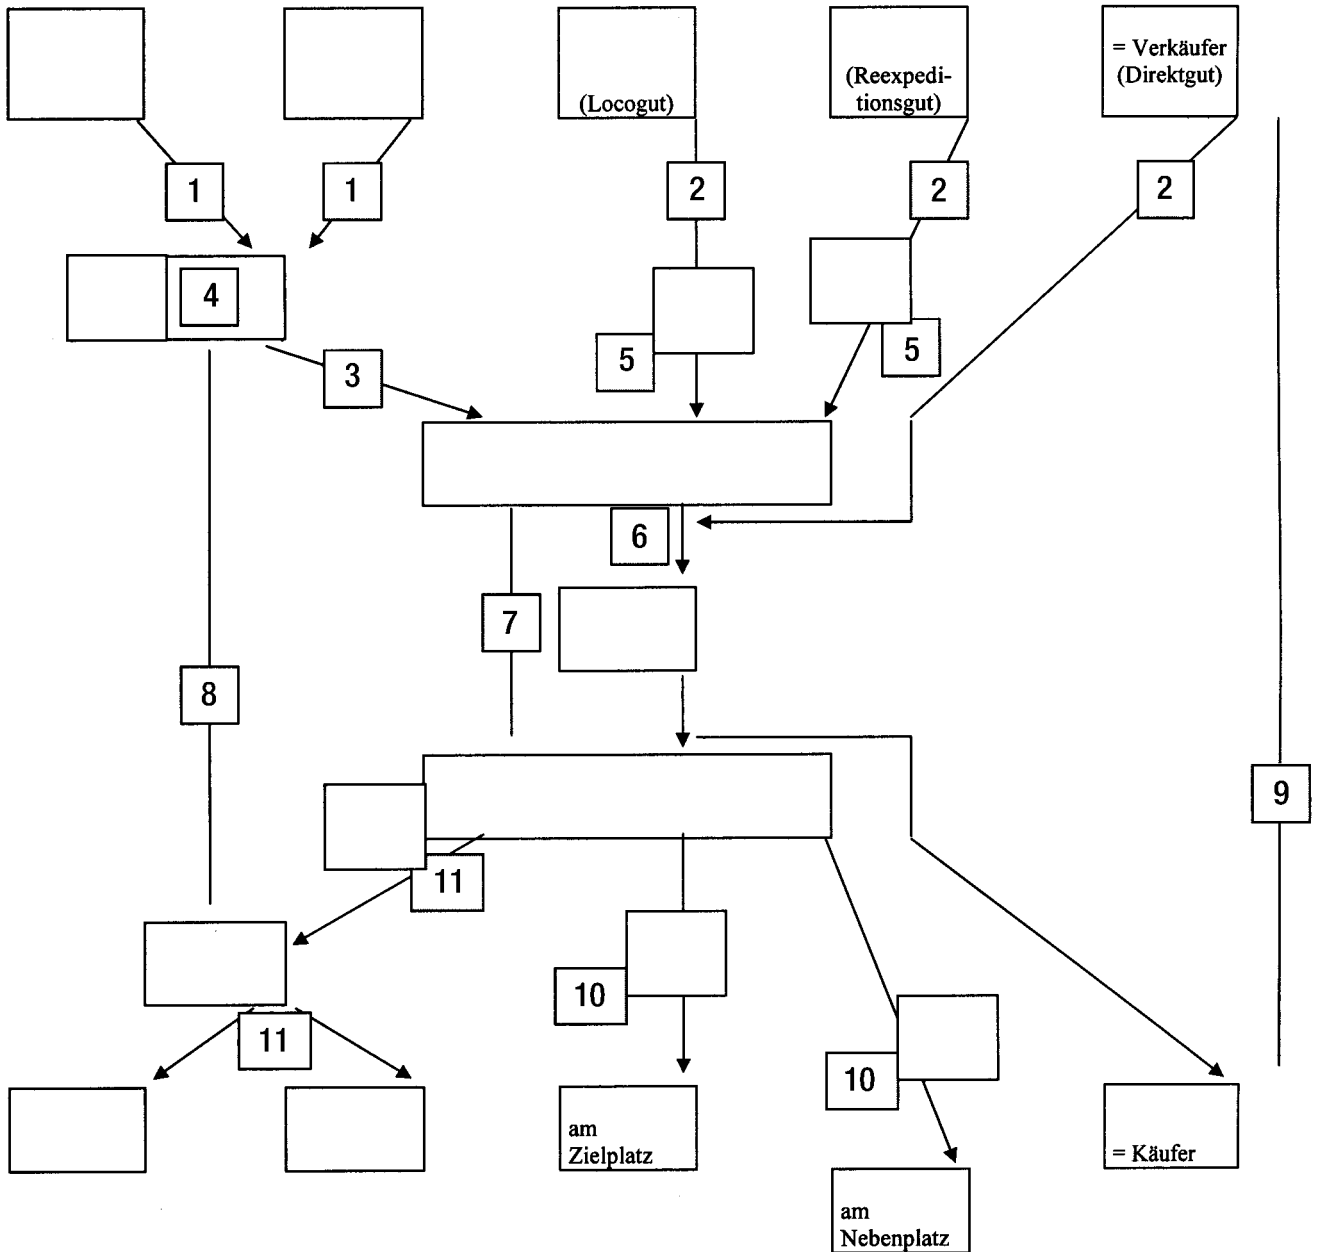 (Locogut)
(Reexpedi-
tionsgut)
= Verkäufer
(Direktgut)
1
1
2
2
2
4
3
5
5
6
7
8
9
11
10
11
10
am
Zielplatz
= Käufer
am
Nebenplatz